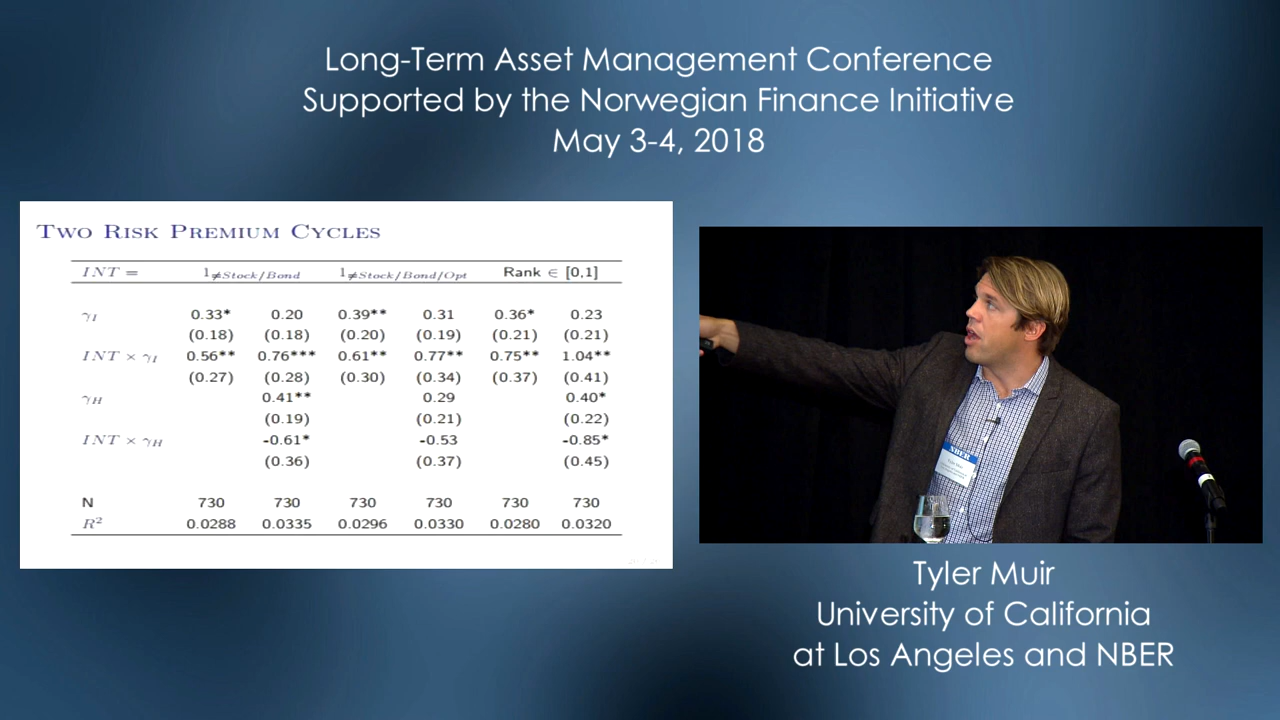 Long-Term Asset Management Conference
Supported by the Norwegian Finance Initiative
May 3-4, 2018
TWO RISK PREMIUM CYCLES
INT = 1≠Stock/Bond 1≠Stock/Bond/Opt Rank ∈ [0,1]
γI 0.33* 0.20 0.39** 0.31 0.36* 0.23
(0.18) (0.18) (0.20) (0.19) (0.21) (0.21)
INT × γI 0.56** 0.76*** 0.61** 0.77** 0.75** 1.04**
(0.27) (0.28) (0.30) (0.34) (0.37) (0.41)
γH 0.41** 0.29 0.40*
(0.19) (0.21) (0.22)
INT × γH -0.61* -0.53 -0.85*
(0.36) (0.37) (0.45)
N 730 730 730 730 730 730
R² 0.0288 0.0335 0.0296 0.0330 0.0280 0.0320
NBER
Tyler Muir
Tyler Muir
University of California
at Los Angeles and NBER